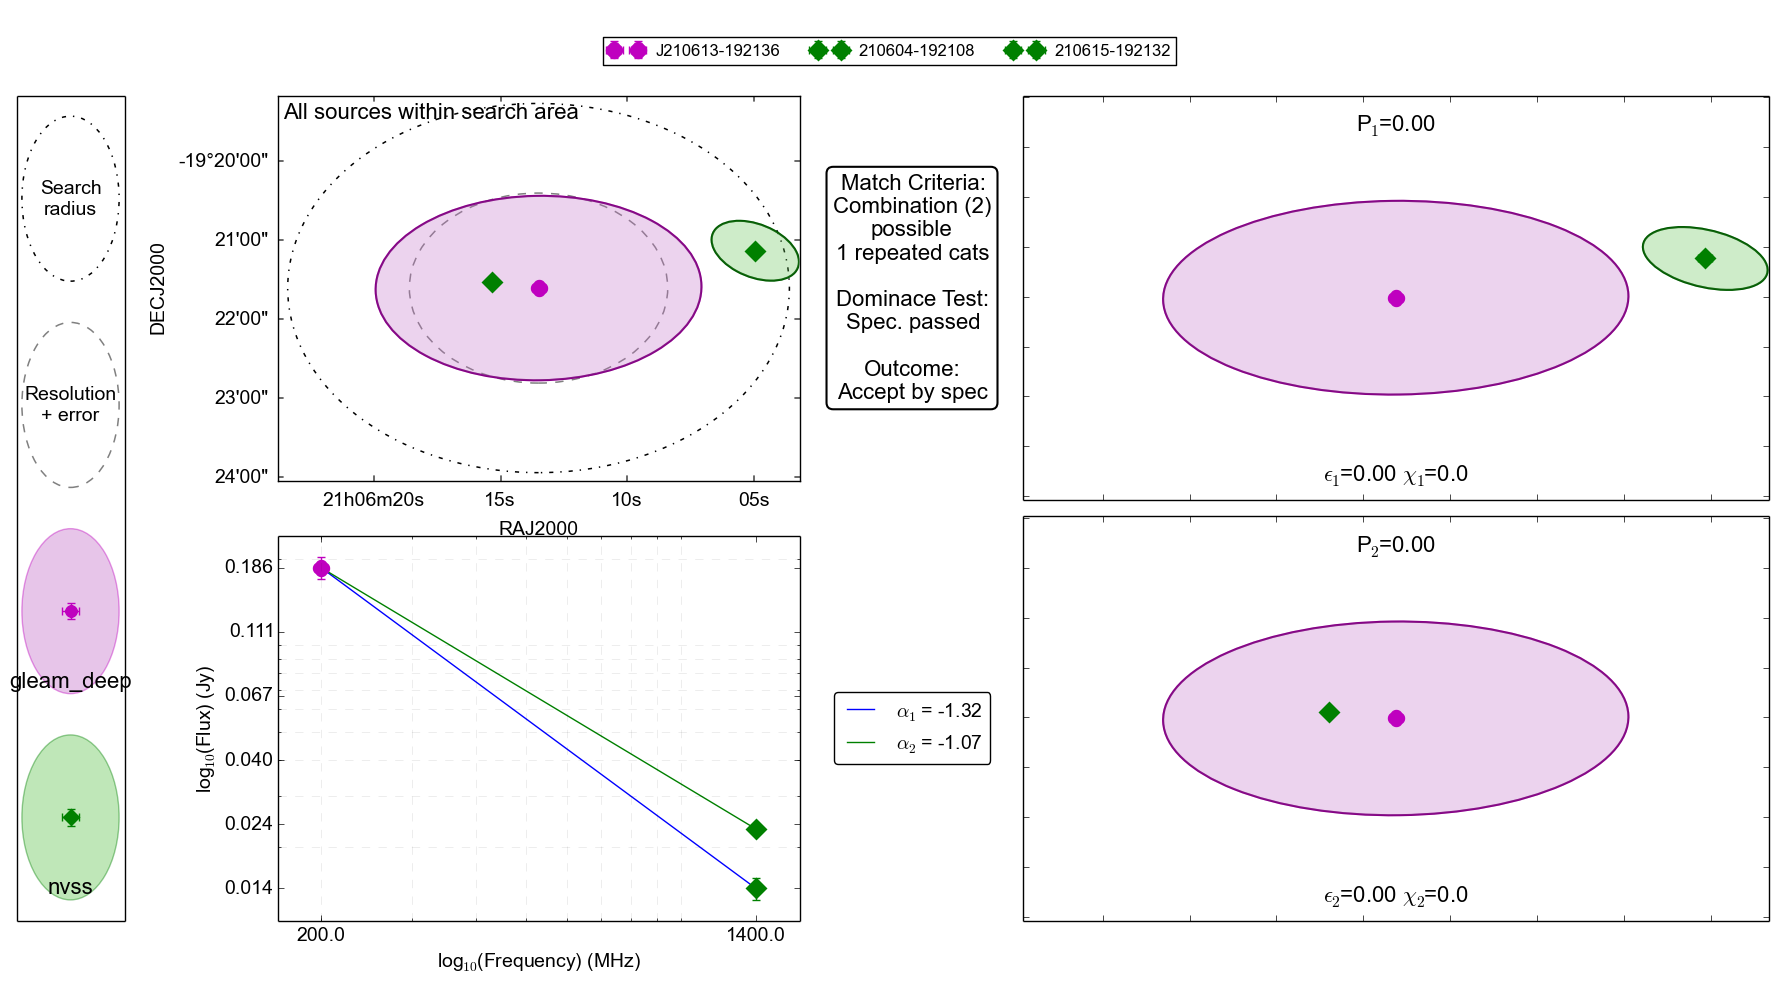 J210613-192136
210604-192108
210615-192132
Search
radius
Resolution
+ error
gleam_deep
nvss
All sources within search area
DECJ2000
-19°20'00"
21'00"
22'00"
23'00"
24'00"
21h06m20s
15s
10s
05s
RAJ2000
Match Criteria:
Combination (2)
possible
1 repeated cats
Dominace Test:
Spec. passed
Outcome:
Accept by spec
P₁=0.00
ϵ₁=0.00 χ₁=0.0
log₁₀(Flux) (Jy)
0.186
0.111
0.067
0.040
0.024
0.014
200.0
1400.0
log₁₀(Frequency) (MHz)
α₁ = -1.32
α₂ = -1.07
P₂=0.00
ϵ₂=0.00 χ₂=0.0